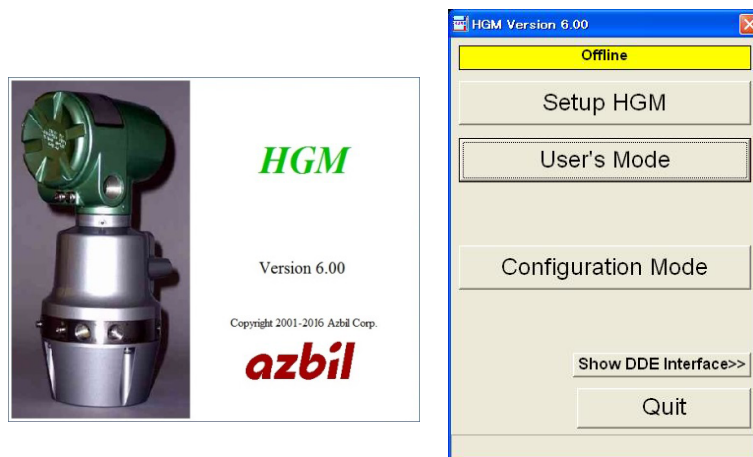 HGM
Version 6.00
Copyright 2001-2016 Azbil Corp.
azbil
HGM Version 6.00
Offline
Setup HGM
User's Mode
Configuration Mode
Show DDE Interface>>
Quit